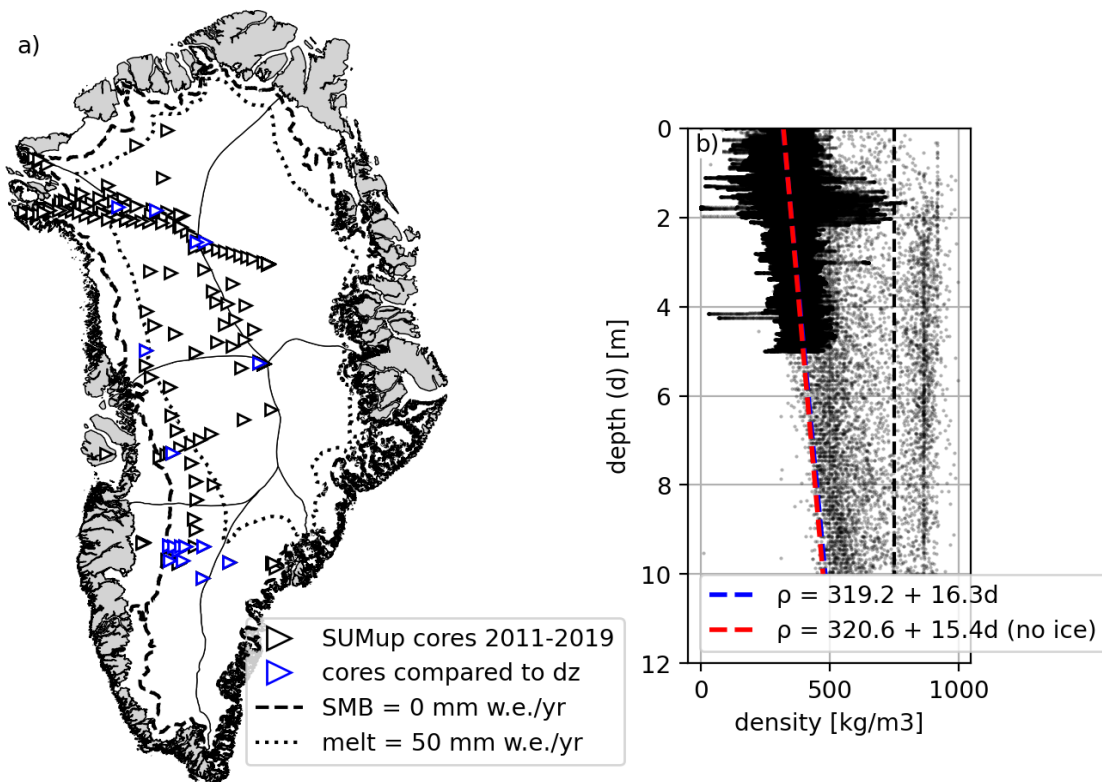 a)
SUMup cores 2011-2019
cores compared to dz
SMB = 0 mm w.e./yr
melt = 50 mm w.e./yr
b)
0
2
4
6
8
10
12
depth (d) [m]
ρ = 319.2 + 16.3d
ρ = 320.6 + 15.4d (no ice)
0 500 1000
density [kg/m3]